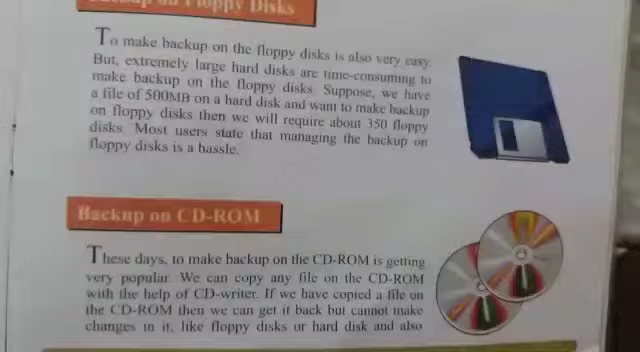 Backup on Floppy Disks
To make backup on the floppy disks is also very easy.
But, extremely large hard disks are time-consuming to
make backup on the floppy disks. Suppose, we have
a file of 500MB on a hard disk and want to make backup
on floppy disks then we will require about 350 floppy
disks. Most users state that managing the backup on
floppy disks is a hassle.
Backup on CD-ROM
These days, to make backup on the CD-ROM is getting
very popular. We can copy any file on the CD-ROM
with the help of CD-writer. If we have copied a file on
the CD-ROM then we can get it back but cannot make
changes in it, like floppy disks or hard disk and also